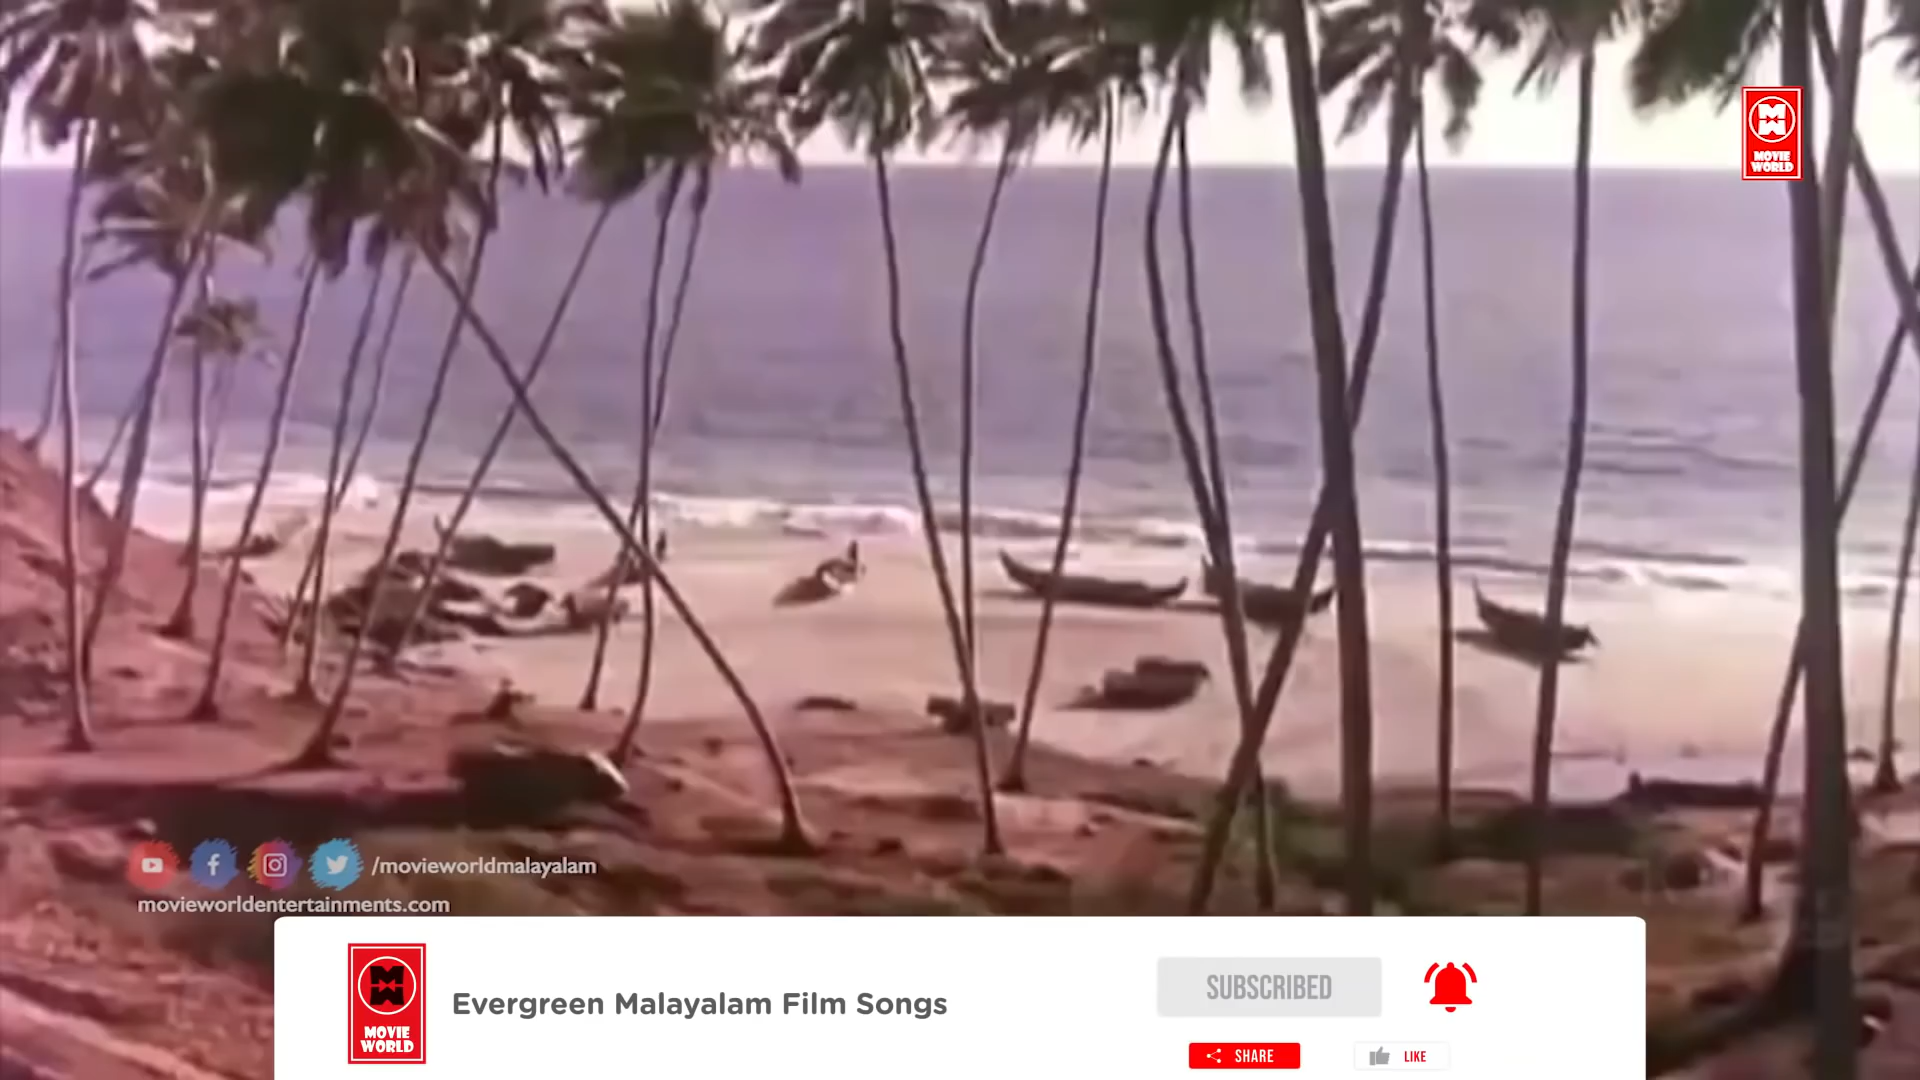 MOVIE
WORLD
/movieworldmalayalam
movieworldentertainments.com
MOVIE
WORLD
Evergreen Malayalam Film Songs
SUBSCRIBED
SHARE
LIKE